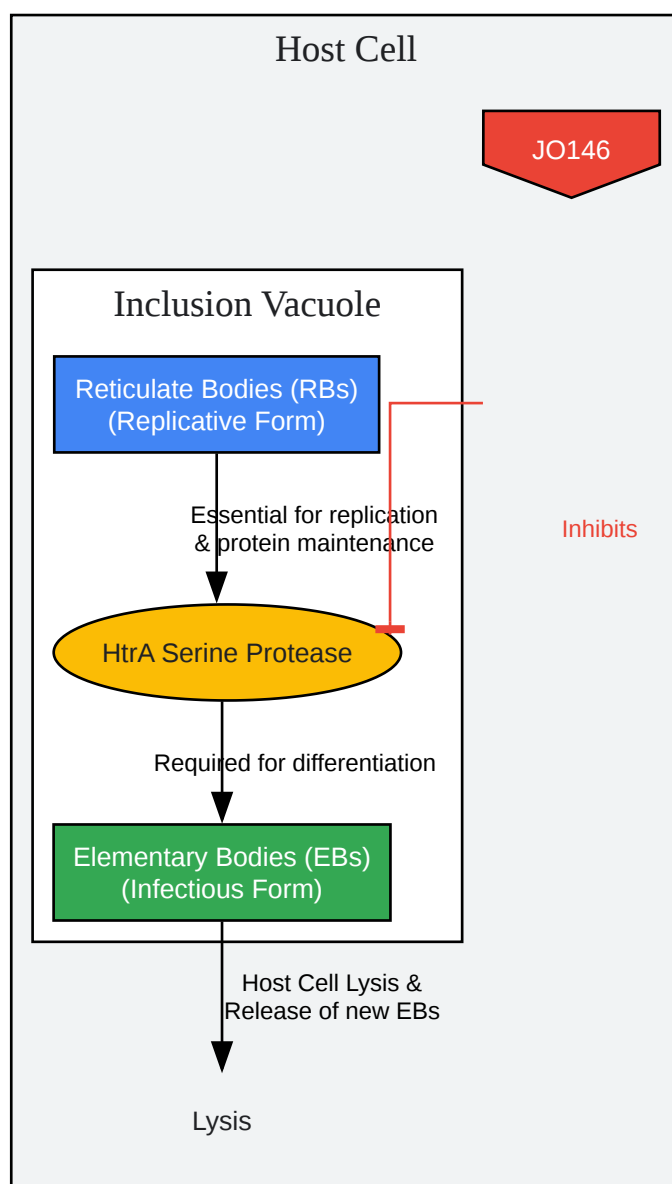 Host Cell
JO146
Inclusion Vacuole
Reticulate Bodies (RBs)
(Replicative Form)
Essential for replication
& protein maintenance
Inhibits
HtrA Serine Protease
Required for differentiation
Elementary Bodies (EBs)
(Infectious Form)
Host Cell Lysis &
Release of new EBs
Lysis